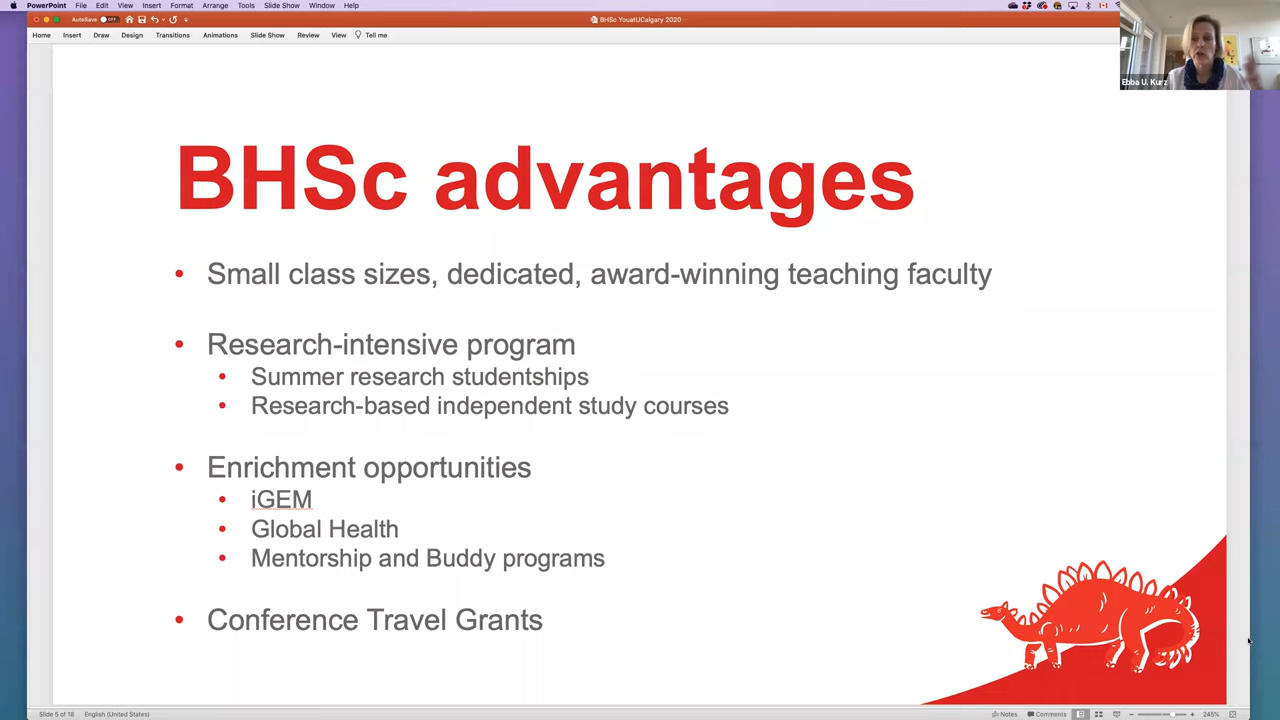 PowerPoint File Edit View Insert Format Arrange Tools Slide Show Window Help
AutoSave OFF
BHSc YouatUCalgary 2020
Home Insert Draw Design Transitions Animations Slide Show Review View Tell me
Ebba U. Kurz
BHSc advantages
• Small class sizes, dedicated, award-winning teaching faculty
• Research-intensive program
• Summer research studentships
• Research-based independent study courses
• Enrichment opportunities
• iGEM
• Global Health
• Mentorship and Buddy programs
• Conference Travel Grants
Slide 5 of 18 English (United States) Notes Comments 245%